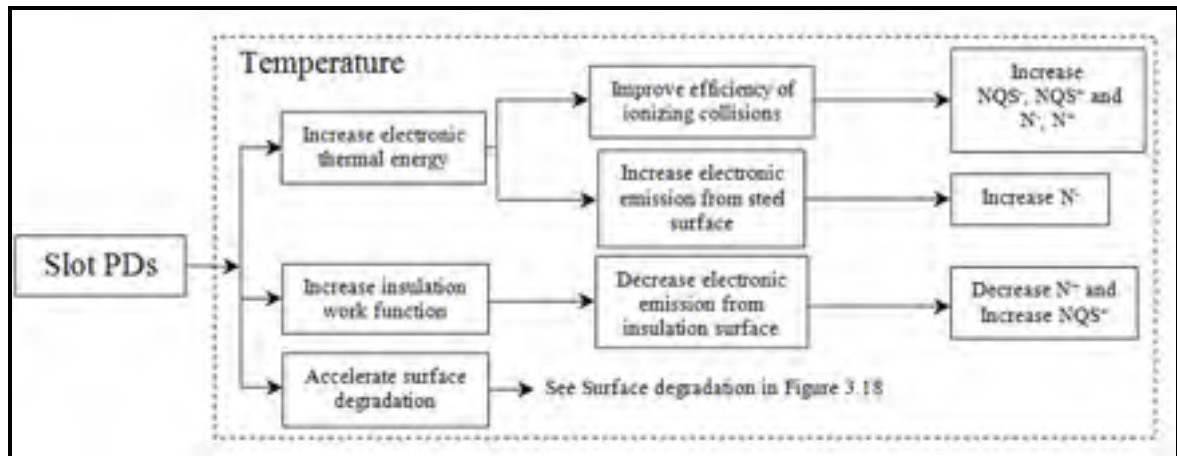 Temperature
Improve efficiency of
ionizing collisions
Increase
NQS⁻, NQS⁺ and
N⁻, N⁺
Increase electronic
thermal energy
Increase electronic
emission from steel
surface
Increase N⁻
Slot PDs
Increase insulation
work function
Decrease electronic
emission from
insulation surface
Decrease N⁺ and
Increase NQS⁺
Accelerate surface
degradation
See Surface degradation in Figure 3.18